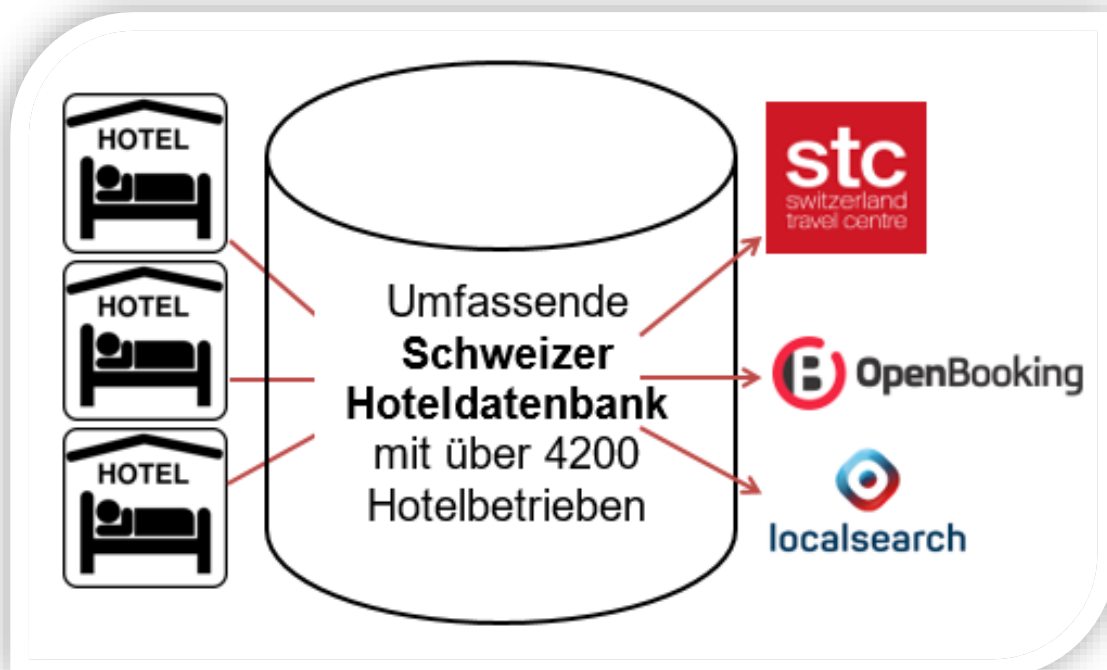 HOTEL
HOTEL
HOTEL
Umfassende
Schweizer
Hoteldatenbank
mit über 4200
Hotelbetrieben
stc
switzerland
travel centre
B OpenBooking
localsearch